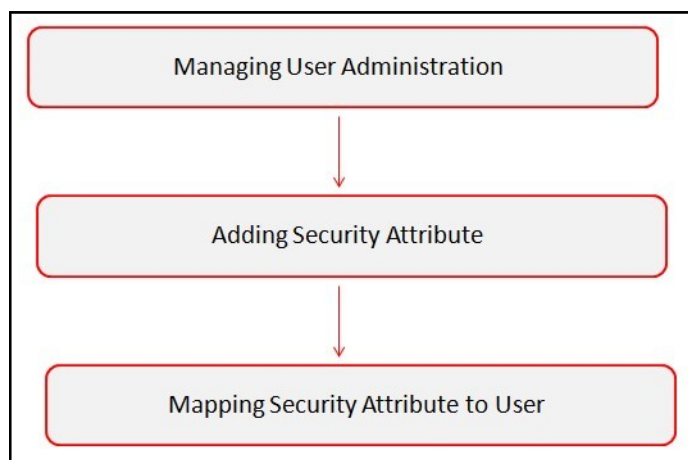 Managing User Administration
Adding Security Attribute
Mapping Security Attribute to User